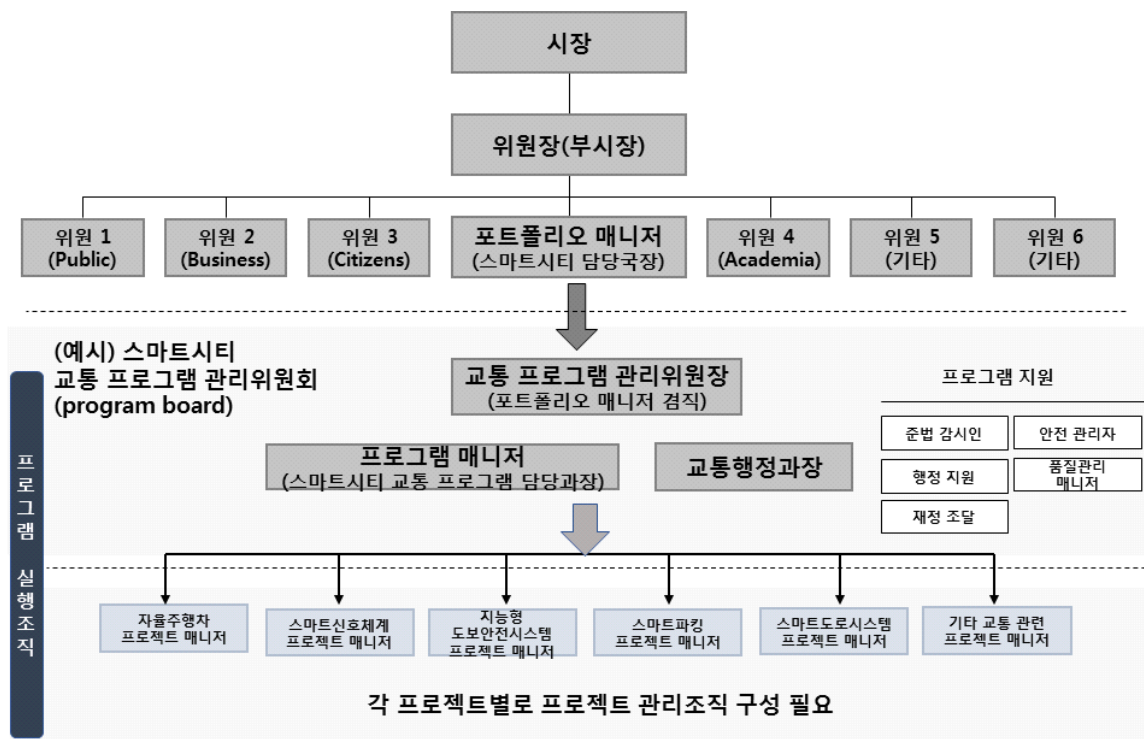 시장
위원장(부시장)
위원 1
(Public)
위원 2
(Business)
위원 3
(Citizens)
포트폴리오 매니저
(스마트시티 담당국장)
위원 4
(Academia)
위원 5
(기타)
위원 6
(기타)
(예시) 스마트시티
교통 프로그램 관리위원회
(program board)
교통 프로그램 관리위원장
(포트폴리오 매니저 겸직)
프로그램 지원
준법 감시인
안전 관리자
행정 지원
품질관리
매니저
재정 조달
프로그램 매니저
(스마트시티 교통 프로그램 담당과장)
교통행정과장
프로그램 실행조직
자율주행차
프로젝트 매니저
스마트신호체계
프로젝트 매니저
지능형
도보안전시스템
프로젝트 매니저
스마트파킹
프로젝트 매니저
스마트도로시스템
프로젝트 매니저
기타 교통 관련
프로젝트 매니저
각 프로젝트별로 프로젝트 관리조직 구성 필요